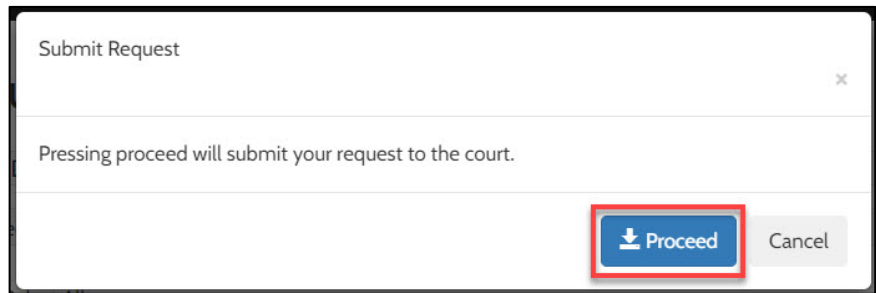 Submit Request
×
Pressing proceed will submit your request to the court.
Proceed Cancel